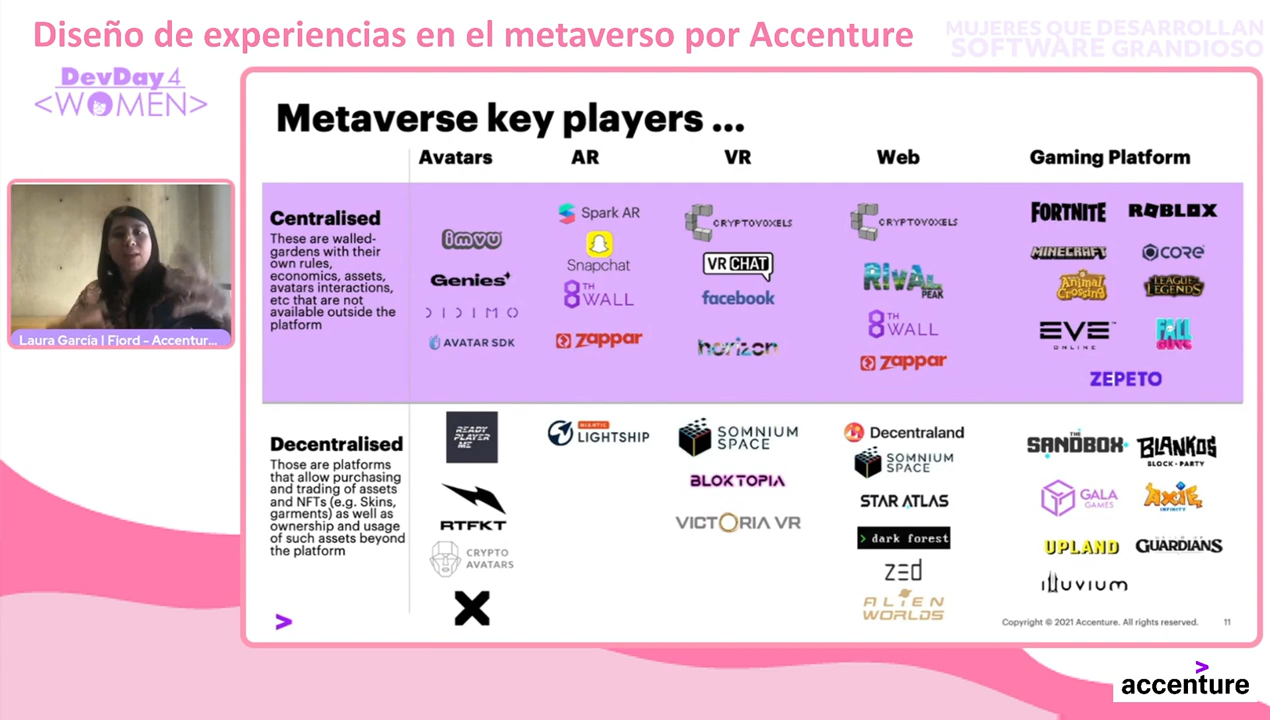 Diseño de experiencias en el metaverso por Accenture
MUJERES QUE DESARROLLAN
SOFTWARE GRANDIOSO
DevDay 4
<WOMEN>
Laura García | Fjord - Accentur...
Metaverse key players ...
Avatars
AR
VR
Web
Gaming Platform
Centralised
These are walled-
gardens with their
own rules,
economics, assets,
avatars interactions,
etc that are not
available outside the
platform
imvu
Genies
DIDIMO
AVATAR SDK
Spark AR
Snapchat
8TH
WALL
zappar
CRYPTOVOXELS
VR CHAT
facebook
horizon
CRYPTOVOXELS
RIVAL
PEAK
8TH
WALL
zappar
FORTNITE
ROBLOX
MINECRAFT
CORE
Animal
Crossing
LEAGUE
LEGENDS
EVE
ONLINE
FALL
GUYS
ZEPETO
Decentralised
Those are platforms
that allow purchasing
and trading of assets
and NFTs (e.g. Skins,
garments) as well as
ownership and usage
of such assets beyond
the platform
READY
PLAYER
ME
RTFKT
CRYPTO
AVATARS
X
NIANTIC
LIGHTSHIP
SOMNIUM
SPACE
BLOKTOPIA
VICTORIA VR
Decentraland
SOMNIUM
SPACE
STAR ATLAS
> dark forest
ZED
ALIEN
WORLDS
THE
SANDBOX
BLANKOS
BLOCK·PARTY
GALA
GAMES
AXIE
INFINITY
UPLAND
GUARDIANS
illuvium
>
Copyright © 2021 Accenture. All rights reserved.
11
accenture